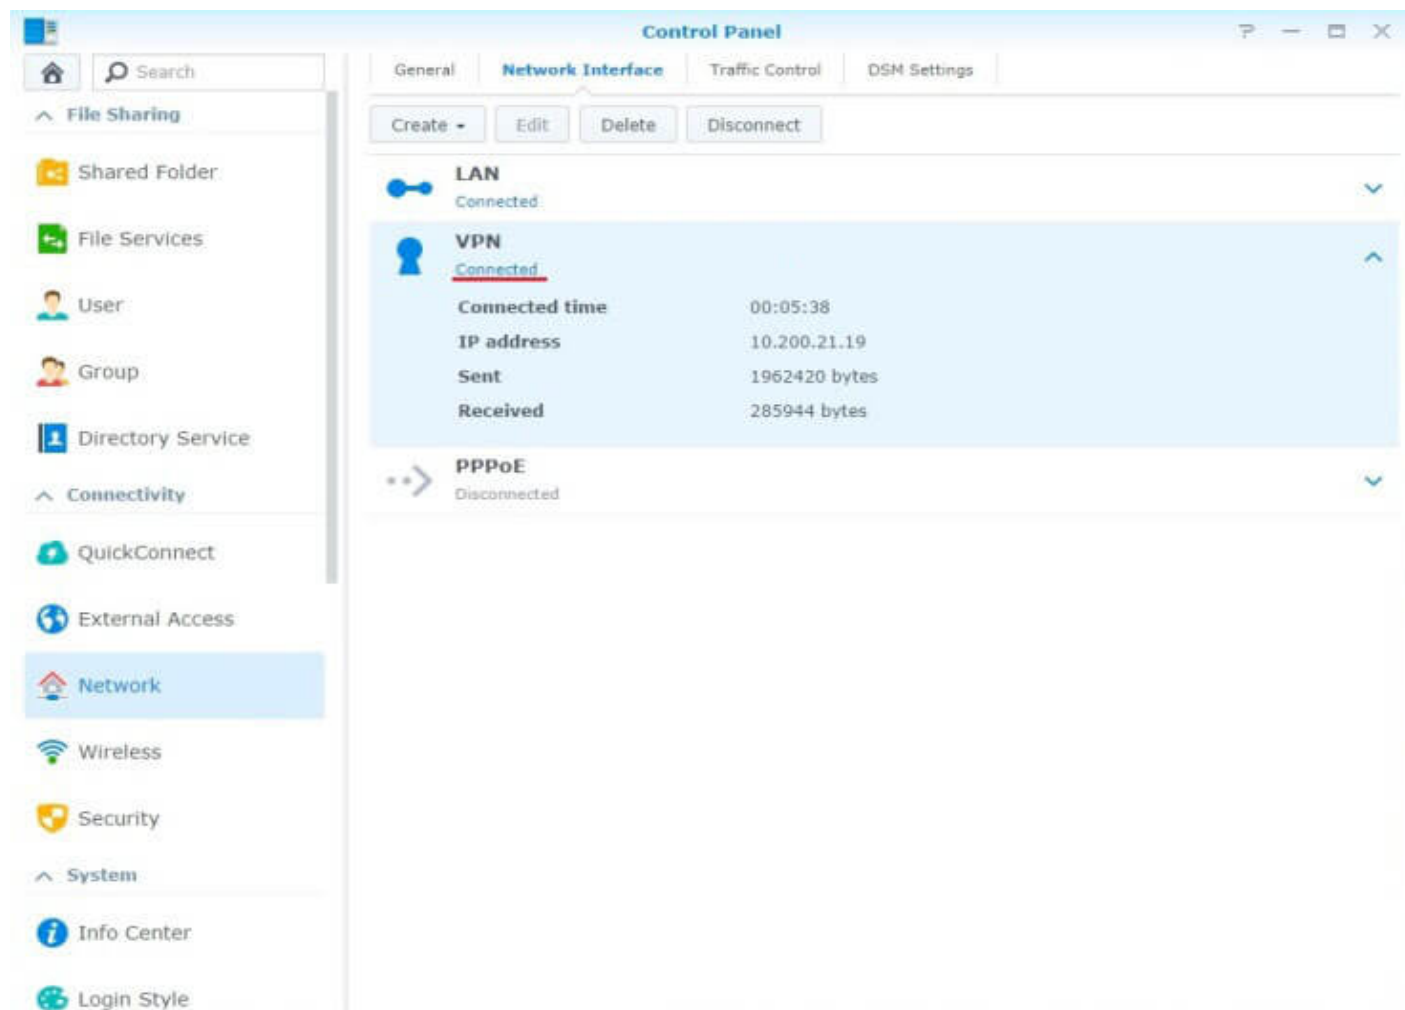 Control Panel
Search
File Sharing
Shared Folder
File Services
User
Group
Directory Service
Connectivity
QuickConnect
External Access
Network
Wireless
Security
System
Info Center
Login Style
General Network Interface Traffic Control DSM Settings
Create Edit Delete Disconnect
LAN
Connected
VPN
Connected
Connected time 00:05:38
IP address 10.200.21.19
Sent 1962420 bytes
Received 285944 bytes
PPPoE
Disconnected